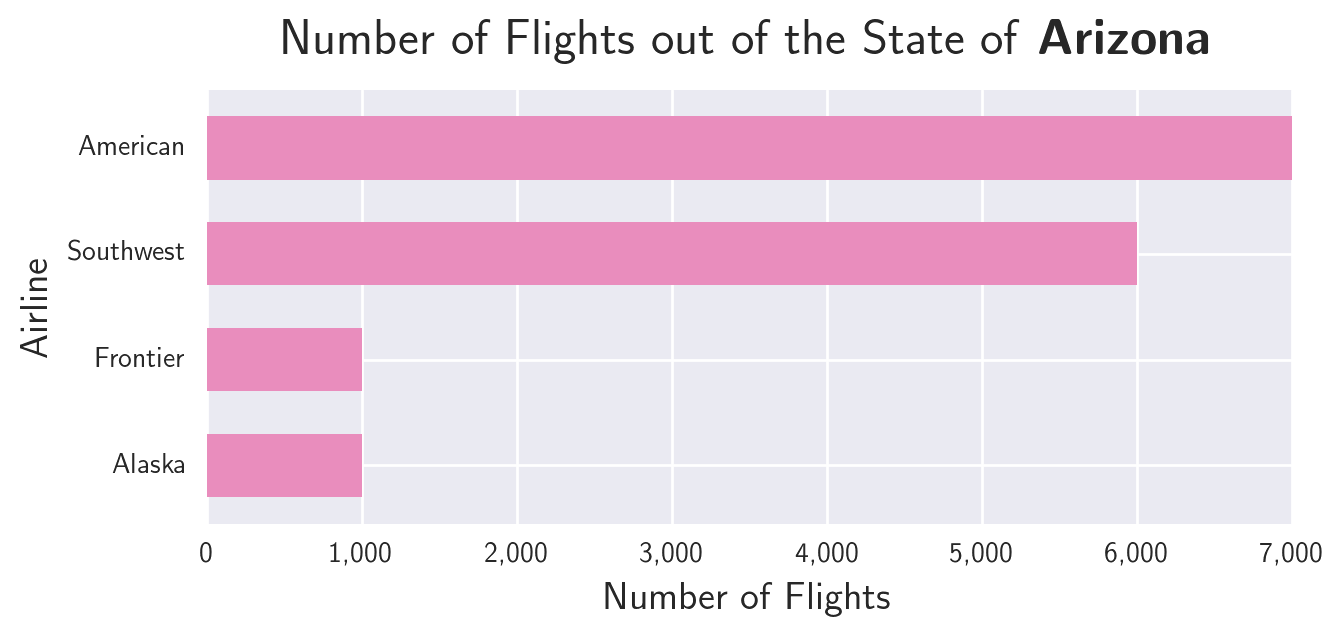 Number of Flights out of the State of Arizona
American
Southwest
Frontier
Alaska
Airline
0 1,000 2,000 3,000 4,000 5,000 6,000 7,000
Number of Flights